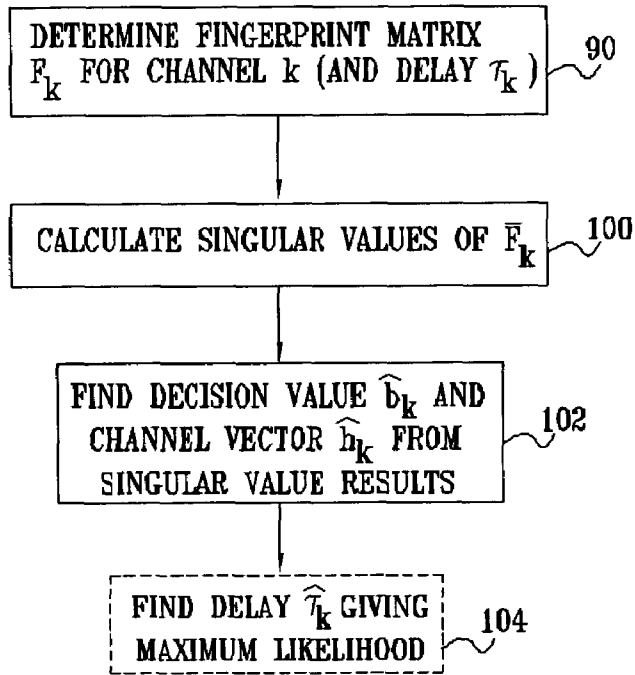 DETERMINE FINGERPRINT MATRIX
F_k FOR CHANNEL k (AND DELAY τ_k)
90
CALCULATE SINGULAR VALUES OF F̅_k
100
FIND DECISION VALUE b̂_k AND
CHANNEL VECTOR ĥ_k FROM
SINGULAR VALUE RESULTS
102
FIND DELAY τ̂_k GIVING
MAXIMUM LIKELIHOOD
104